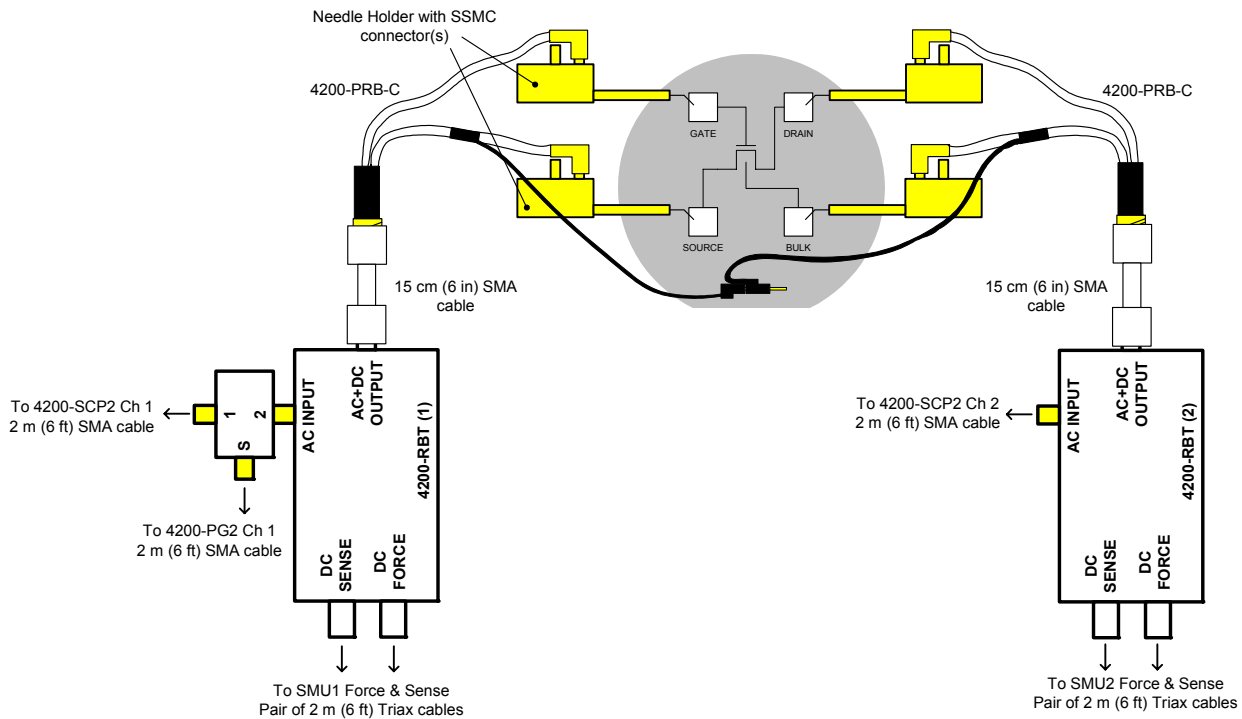 Needle Holder with SSMC
connector(s)
4200-PRB-C
4200-PRB-C
GATE
DRAIN
SOURCE
BULK
15 cm (6 in) SMA
cable
15 cm (6 in) SMA
cable
To 4200-SCP2 Ch 1
2 m (6 ft) SMA cable
1
2
S
AC INPUT
AC+DC
OUTPUT
4200-RBT (1)
To 4200-PG2 Ch 1
2 m (6 ft) SMA cable
DC
SENSE
DC
FORCE
To SMU1 Force & Sense
Pair of 2 m (6 ft) Triax cables
To 4200-SCP2 Ch 2
2 m (6 ft) SMA cable
AC INPUT
AC+DC
OUTPUT
4200-RBT (2)
DC
SENSE
DC
FORCE
To SMU2 Force & Sense
Pair of 2 m (6 ft) Triax cables